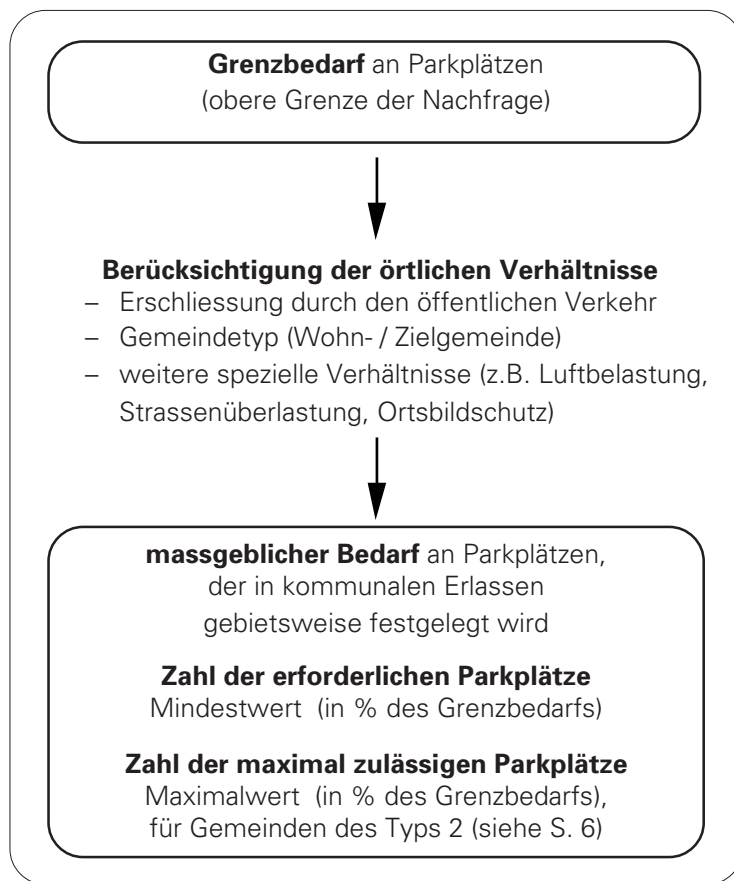 Grenzbedarf an Parkplätzen
(obere Grenze der Nachfrage)
Berücksichtigung der örtlichen Verhältnisse
– Erschliessung durch den öffentlichen Verkehr
– Gemeindetyp (Wohn- / Zielgemeinde)
– weitere spezielle Verhältnisse (z.B. Luftbelastung,
Strassenüberlastung, Ortsbildschutz)
massgeblicher Bedarf an Parkplätzen,
der in kommunalen Erlassen
gebietsweise festgelegt wird
Zahl der erforderlichen Parkplätze
Mindestwert (in % des Grenzbedarfs)
Zahl der maximal zulässigen Parkplätze
Maximalwert (in % des Grenzbedarfs),
für Gemeinden des Typs 2 (siehe S. 6)